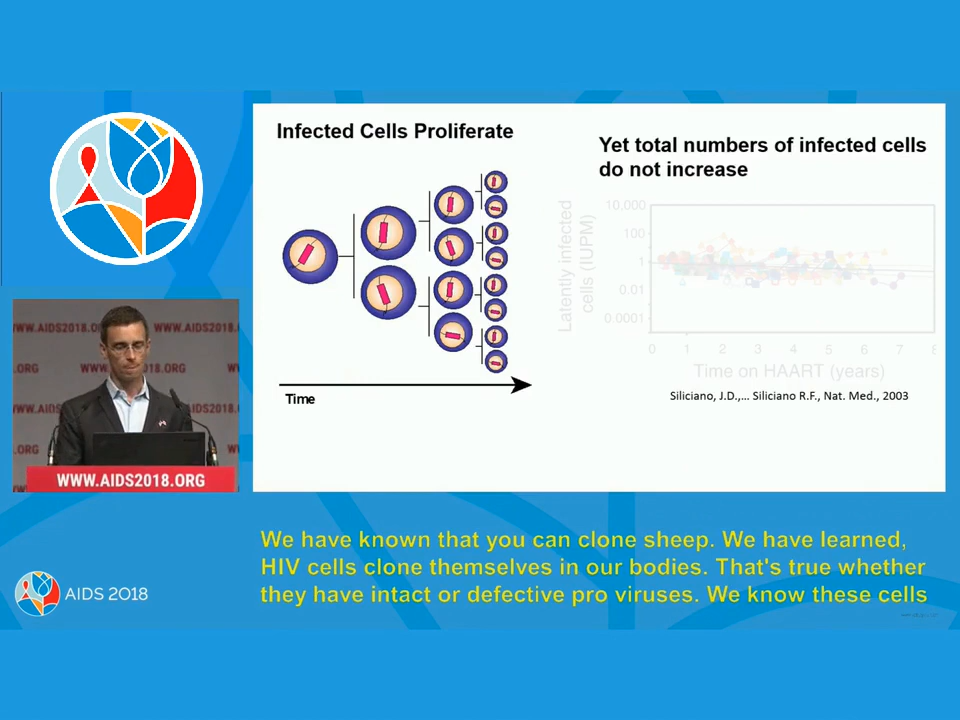 Infected Cells Proliferate
Yet total numbers of infected cells
do not increase
Latently infected
cells (IUPM)
10,000
100
1
0.01
0.0001
0 1 2 3 4 5 6 7 8
Time on HAART (years)
Time
Siliciano, J.D.,... Siliciano R.F., Nat. Med., 2003
WWW.AIDS2018.ORG
WWW.AIDS2018.ORG
We have known that you can clone sheep. We have learned,
HIV cells clone themselves in our bodies. That's true whether
they have intact or defective pro viruses. We know these cells
AIDS 2018